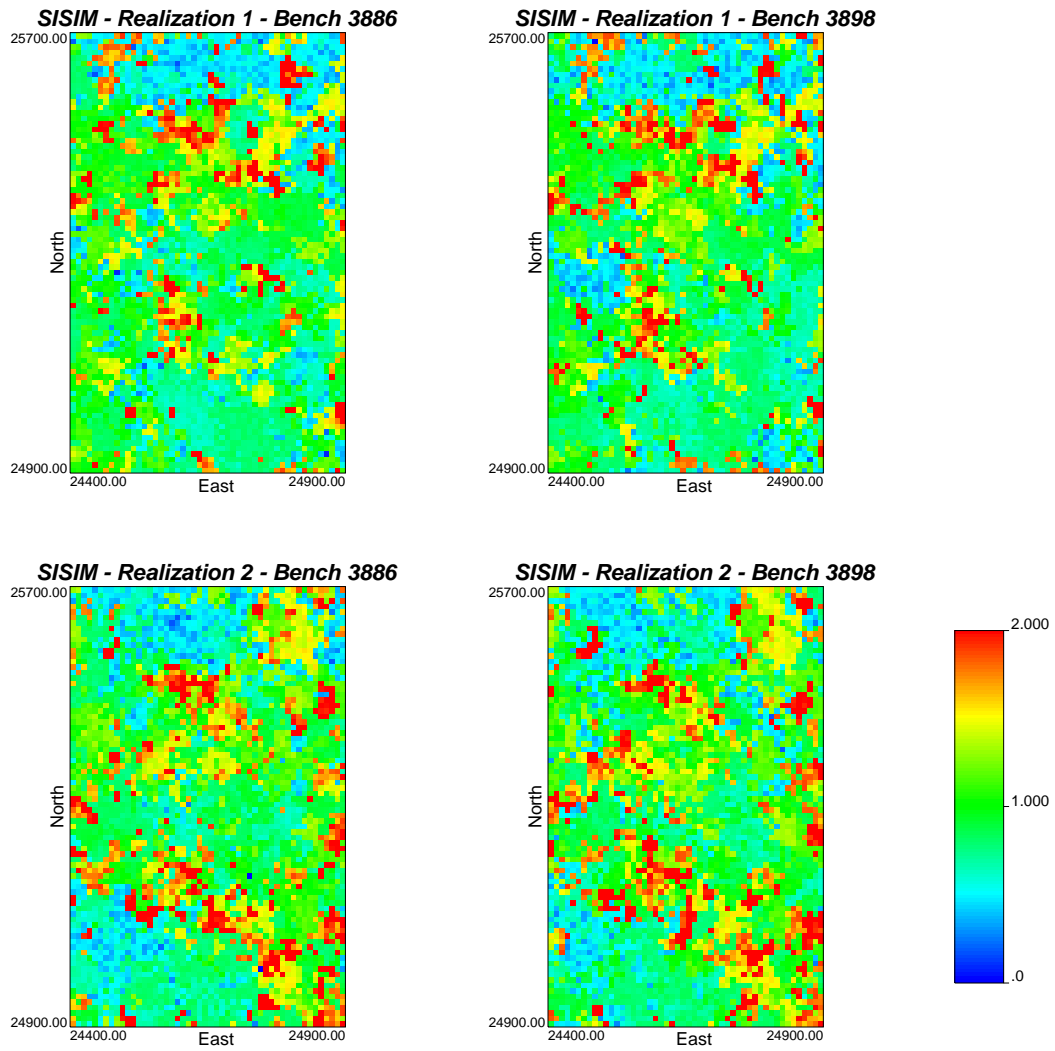 SISIM - Realization 1 - Bench 3886
25700.00
North
24900.00
24400.00 24900.00
East
SISIM - Realization 1 - Bench 3898
25700.00
North
24900.00
24400.00 24900.00
East
SISIM - Realization 2 - Bench 3886
25700.00
North
24900.00
24400.00 24900.00
East
SISIM - Realization 2 - Bench 3898
25700.00
North
24900.00
24400.00 24900.00
East
2.000
1.000
.0